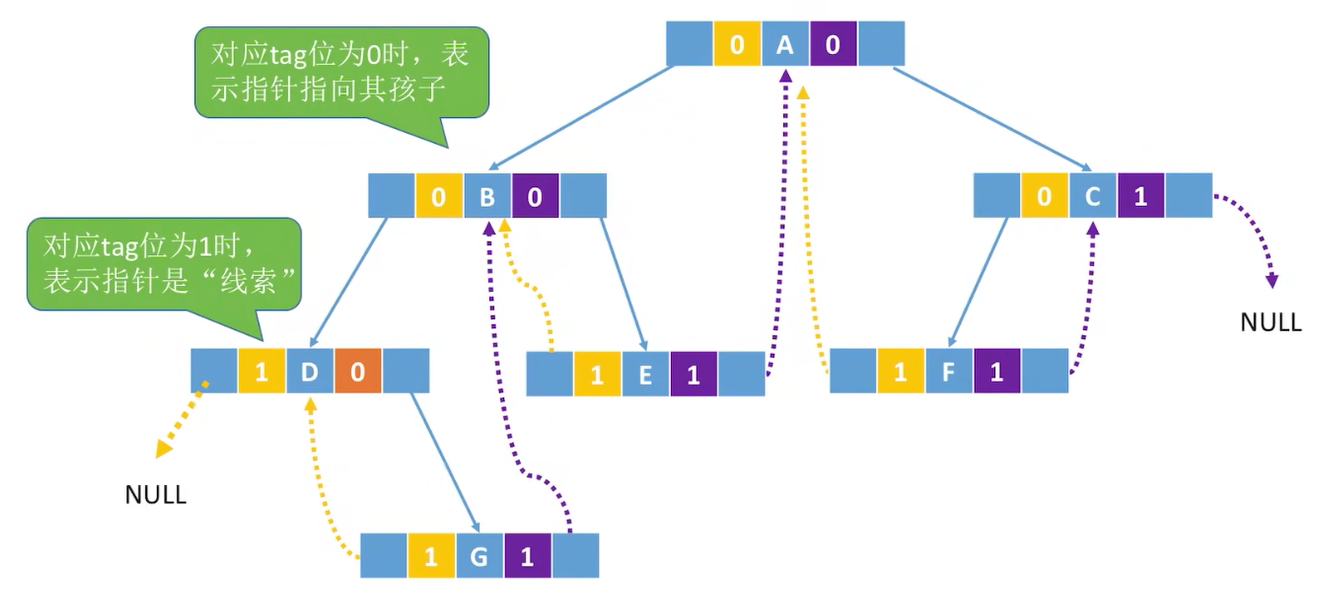 对应tag位为0时，表
示指针指向其孩子
0 A 0
0 B 0
0 C 1
对应tag位为1时，
表示指针是“线索”
NULL
1 D 0
1 E 1
1 F 1
NULL
1 G 1